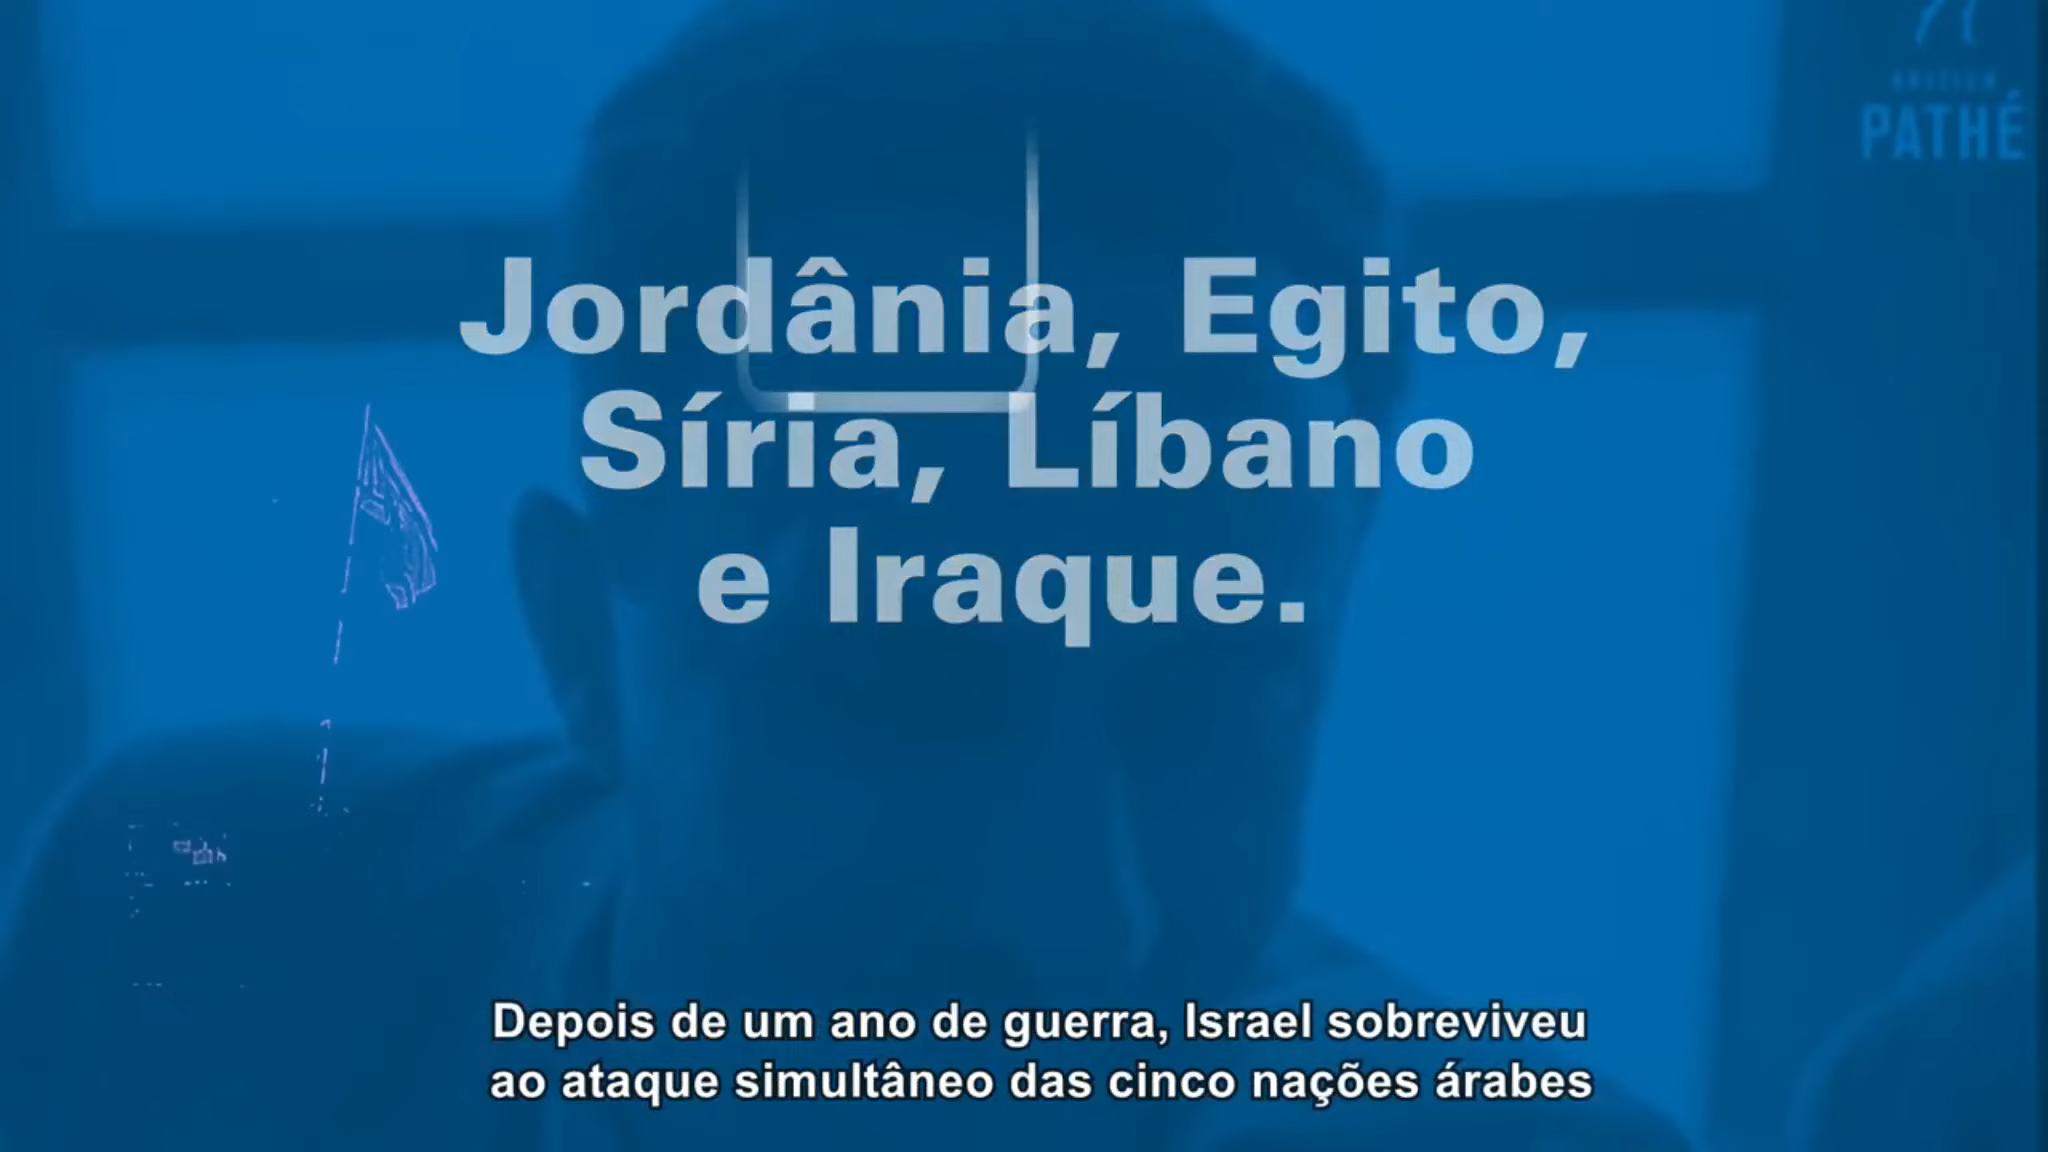 PATHÉ
Jordânia, Egito,
Síria, Líbano
e Iraque.
Depois de um ano de guerra, Israel sobreviveu
ao ataque simultâneo das cinco nações árabes